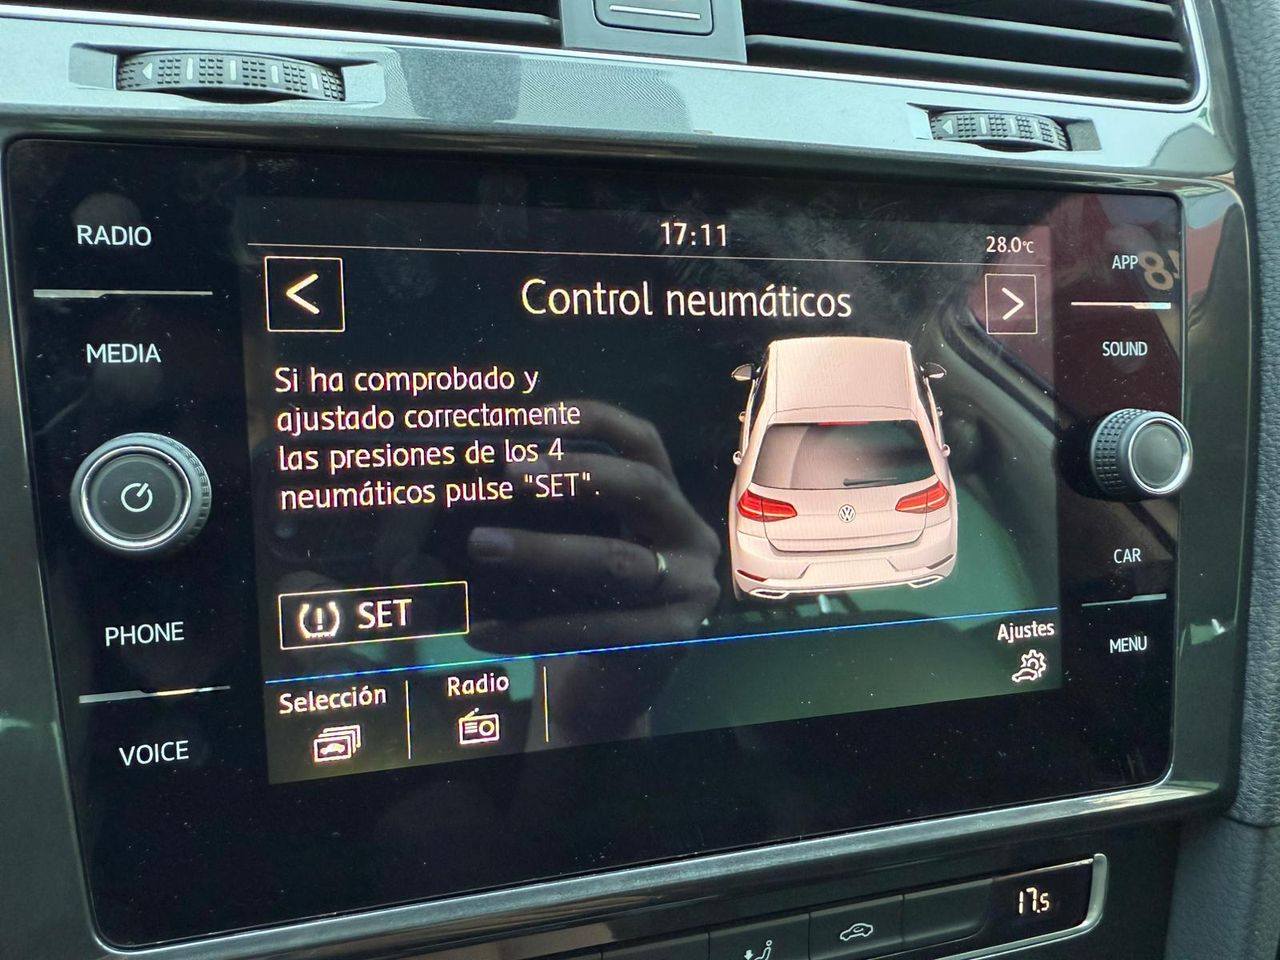 RADIO
MEDIA
PHONE
VOICE
17:11
28.0°C
Control neumáticos
Si ha comprobado y
ajustado correctamente
las presiones de los 4
neumáticos pulse "SET".
SET
Selección
Radio
Ajustes
APP
SOUND
CAR
MENU
17.5